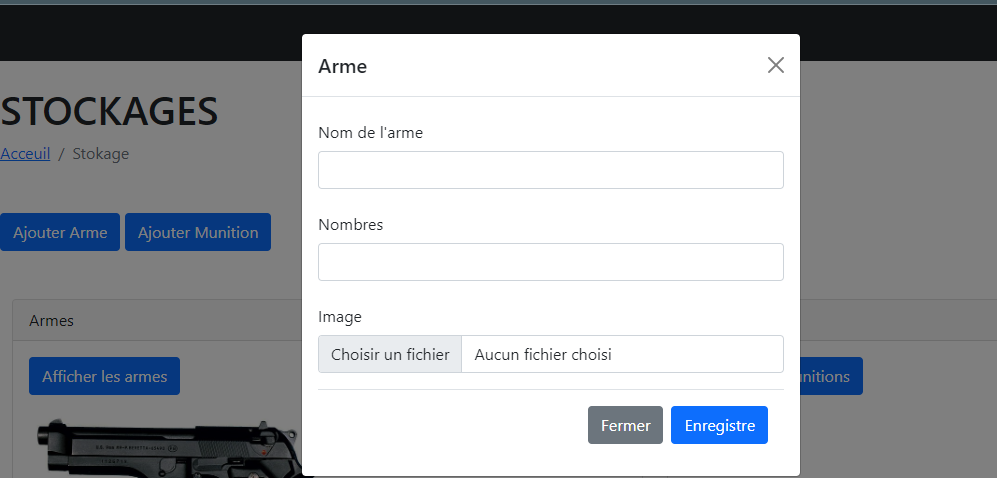 Arme
STOCKAGES
Nom de l'arme
Acceuil / Stokage
Ajouter Arme
Ajouter Munition
Nombres
Image
Armes
Choisir un fichier
Aucun fichier choisi
Afficher les armes
Fermer
Enregistre